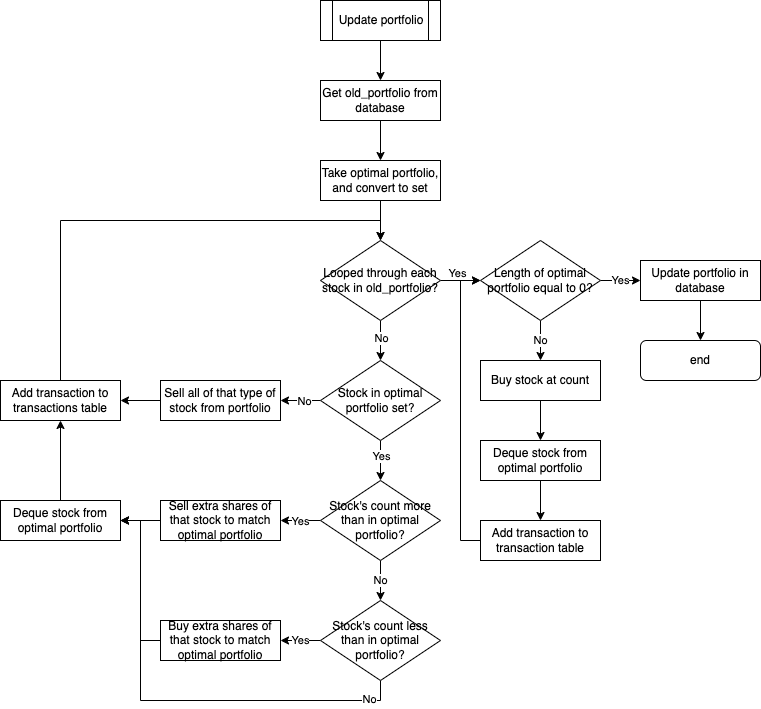 Update portfolio
Get old_portfolio from
database
Take optimal portfolio,
and convert to set
Looped through each
stock in old_portfolio?
Yes
Length of optimal
portfolio equal to 0?
Yes
Update portfolio in
database
No
No
end
Add transaction to
transactions table
Sell all of that type of
stock from portfolio
No
Stock in optimal
portfolio set?
Buy stock at count
Yes
Deque stock from
optimal portfolio
Deque stock from
optimal portfolio
Sell extra shares of
that stock to match
optimal portfolio
Yes
Stock's count more
than in optimal
portfolio?
Add transaction to
transaction table
No
Buy extra shares of
that stock to match
optimal portfolio
Yes
Stock's count less
than in optimal
portfolio?
No